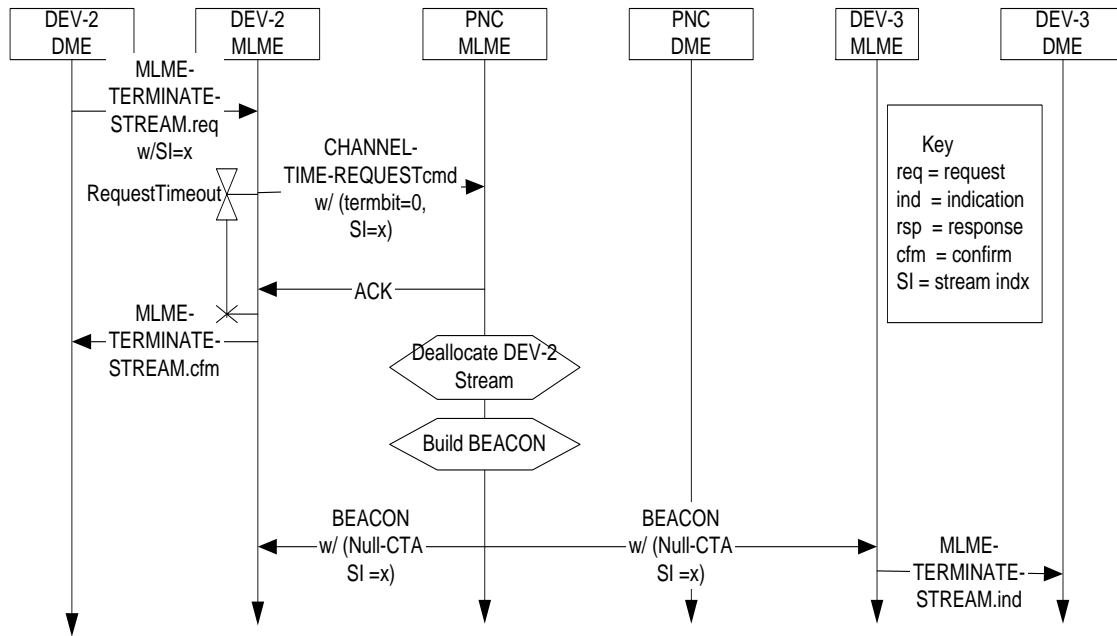 DEV-2
DME
DEV-2
MLME
PNC
MLME
PNC
DME
DEV-3
MLME
DEV-3
DME
MLME-
TERMINATE-
STREAM.req
w/SI=x
CHANNEL-
TIME-REQUESTcmd
w/ (termbit=0,
SI=x)
RequestTimeout
Key
req = request
ind = indication
rsp = response
cfm = confirm
SI = stream indx
ACK
MLME-
TERMINATE-
STREAM.cfm
Deallocate DEV-2
Stream
Build BEACON
BEACON
w/ (Null-CTA
SI =x)
BEACON
w/ (Null-CTA
SI =x)
MLME-
TERMINATE-
STREAM.ind